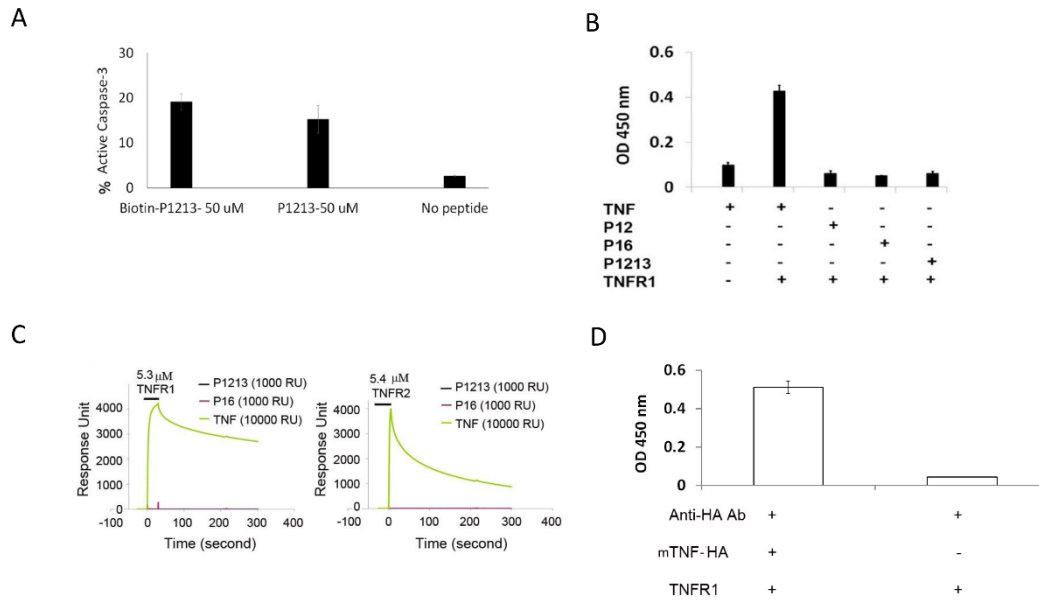 A
% Active Caspase-3
30
20
10
0
Biotin-P1213- 50 uM
P1213-50 uM
No peptide
B
OD 450 nm
0.6
0.4
0.2
0
TNF + + - - -
P12 - - + - -
P16 - - - + -
P1213 - - - - +
TNFR1 - + + + +
C
5.3 μM
TNFR1
P1213 (1000 RU)
P16 (1000 RU)
TNF (10000 RU)
Response Unit
4000
3000
2000
1000
0
-100 0 100 200 300 400
Time (second)
5.4 μM
TNFR2
P1213 (1000 RU)
P16 (1000 RU)
TNF (10000 RU)
Response Unit
4000
3000
2000
1000
0
-100 0 100 200 300 400
Time (second)
D
OD 450 nm
0.6
0.4
0.2
0
Anti-HA Ab + +
mTNF-HA + -
TNFR1 + +